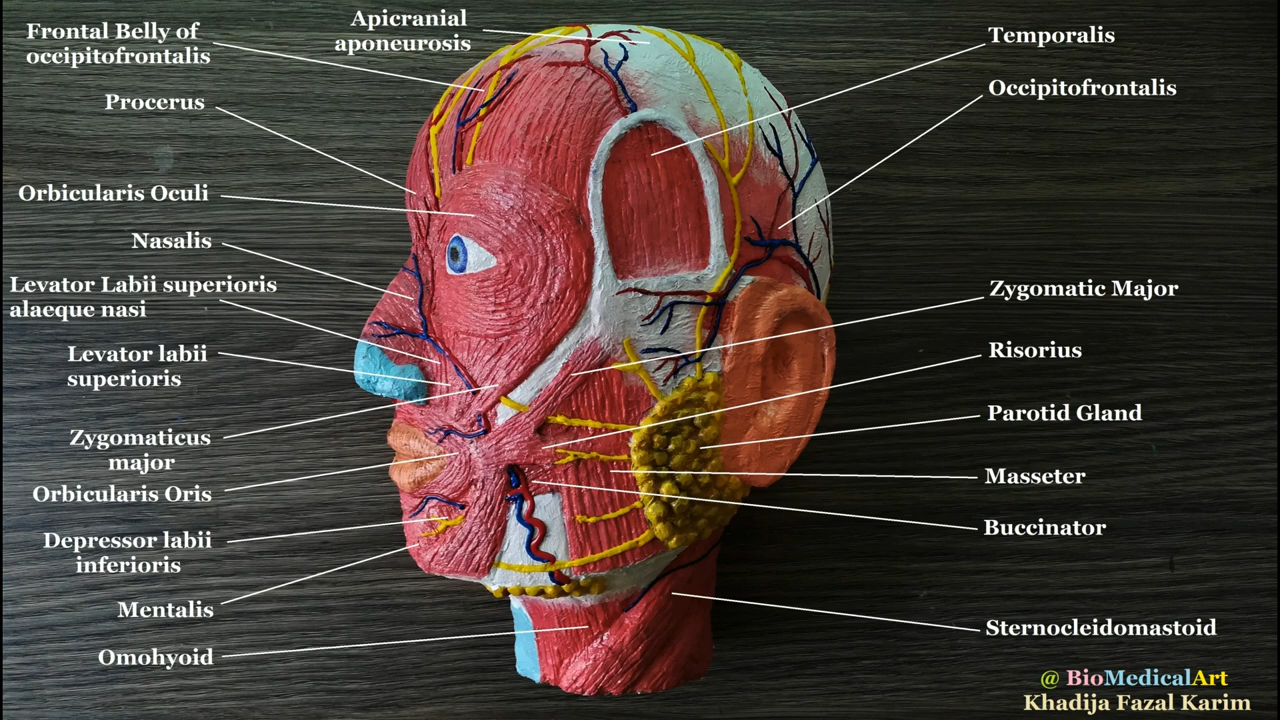 Frontal Belly of
occipitofrontalis
Apicranial
aponeurosis
Procerus
Orbicularis Oculi
Nasalis
Levator Labii superioris
alaeque nasi
Levator labii
superioris
Zygomaticus
major
Orbicularis Oris
Depressor labii
inferioris
Mentalis
Omohyoid
Temporalis
Occipitofrontalis
Zygomatic Major
Risorius
Parotid Gland
Masseter
Buccinator
Sternocleidomastoid
@ BioMedicalArt
Khadija Fazal Karim